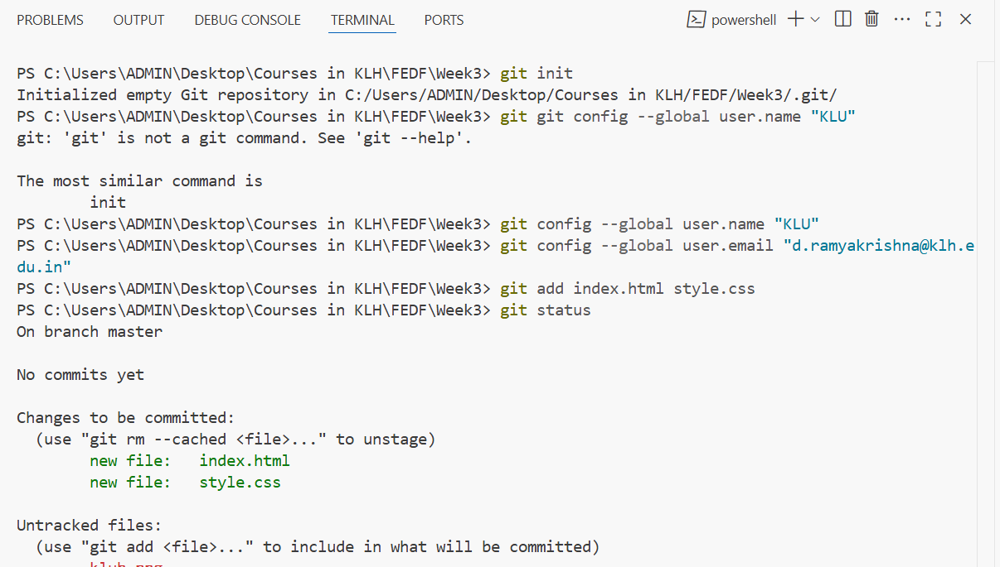 PROBLEMS OUTPUT DEBUG CONSOLE TERMINAL PORTS powershell
PS C:\Users\ADMIN\Desktop\Courses in KLH\FEDF\Week3> git init
Initialized empty Git repository in C:/Users/ADMIN/Desktop/Courses in KLH/FEDF/Week3/.git/
PS C:\Users\ADMIN\Desktop\Courses in KLH\FEDF\Week3> git git config --global user.name "KLU"
git: 'git' is not a git command. See 'git --help'.
The most similar command is
init
PS C:\Users\ADMIN\Desktop\Courses in KLH\FEDF\Week3> git config --global user.name "KLU"
PS C:\Users\ADMIN\Desktop\Courses in KLH\FEDF\Week3> git config --global user.email "d.ramyakrishna@klh.e
du.in"
PS C:\Users\ADMIN\Desktop\Courses in KLH\FEDF\Week3> git add index.html style.css
PS C:\Users\ADMIN\Desktop\Courses in KLH\FEDF\Week3> git status
On branch master
No commits yet
Changes to be committed:
(use "git rm --cached <file>..." to unstage)
new file: index.html
new file: style.css
Untracked files:
(use "git add <file>..." to include in what will be committed)